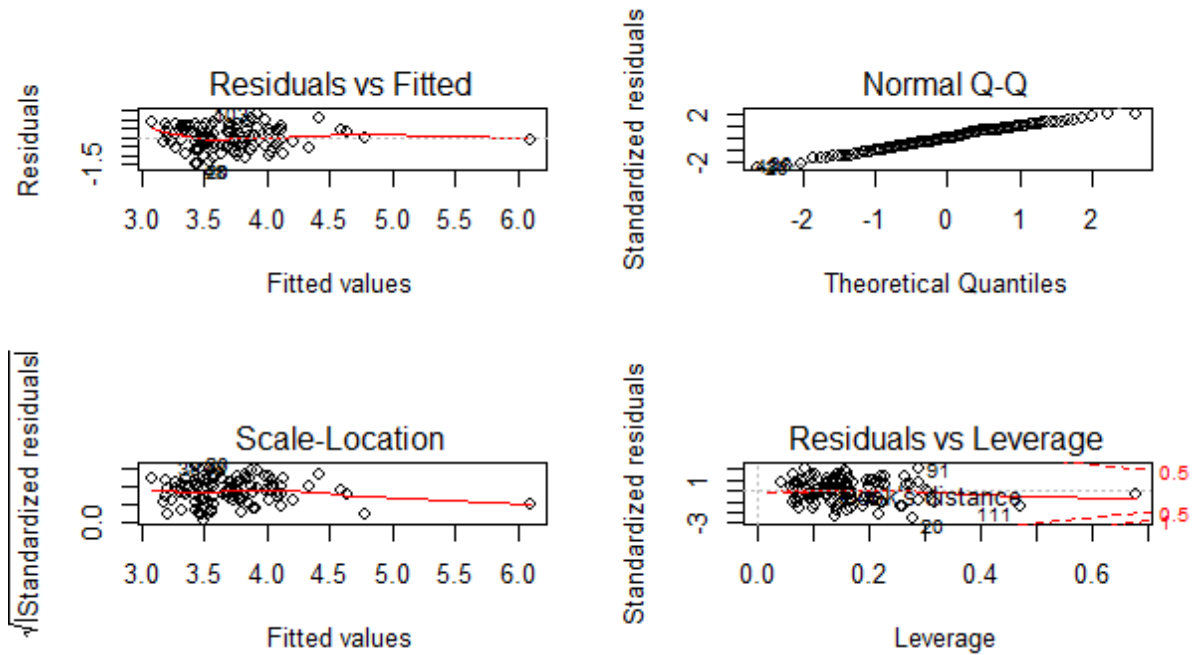 Residuals vs Fitted
Residuals
-1.5
3.0 3.5 4.0 4.5 5.0 5.5 6.0
Fitted values
Normal Q-Q
Standardized residuals
2
-2
-2 -1 0 1 2
Theoretical Quantiles
Scale-Location
√|Standardized residuals|
0.0
3.0 3.5 4.0 4.5 5.0 5.5 6.0
Fitted values
Residuals vs Leverage
Standardized residuals
1
-3
91
distance
111
20
0.5
0.5
1
0.0 0.2 0.4 0.6
Leverage